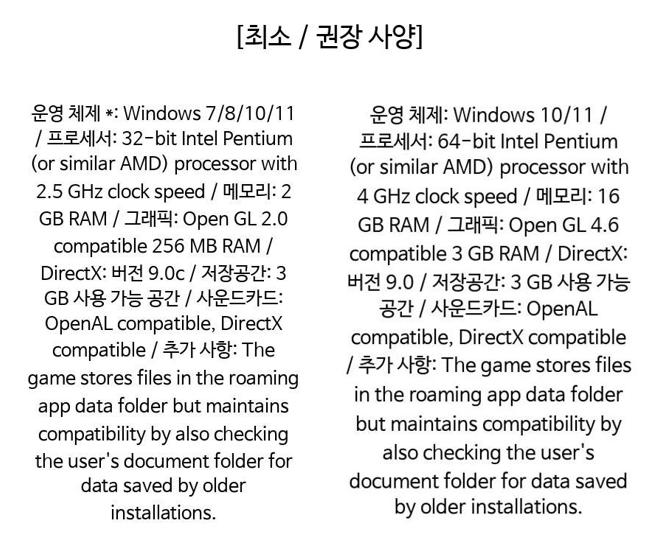 [최소 / 권장 사양]
운영 체제 *: Windows 7/8/10/11
/ 프로세서: 32-bit Intel Pentium
(or similar AMD) processor with
2.5 GHz clock speed / 메모리: 2
GB RAM / 그래픽: Open GL 2.0
compatible 256 MB RAM /
DirectX: 버전 9.0c / 저장공간: 3
GB 사용 가능 공간 / 사운드카드:
OpenAL compatible, DirectX
compatible / 추가 사항: The
game stores files in the roaming
app data folder but maintains
compatibility by also checking
the user's document folder for
data saved by older
installations.
운영 체제: Windows 10/11 /
프로세서: 64-bit Intel Pentium
(or similar AMD) processor with
4 GHz clock speed / 메모리: 16
GB RAM / 그래픽: Open GL 4.6
compatible 3 GB RAM / DirectX:
버전 9.0 / 저장공간: 3 GB 사용 가능
공간 / 사운드카드: OpenAL
compatible, DirectX compatible
/ 추가 사항: The game stores files
in the roaming app data folder
but maintains compatibility by
also checking the user's
document folder for data saved
by older installations.